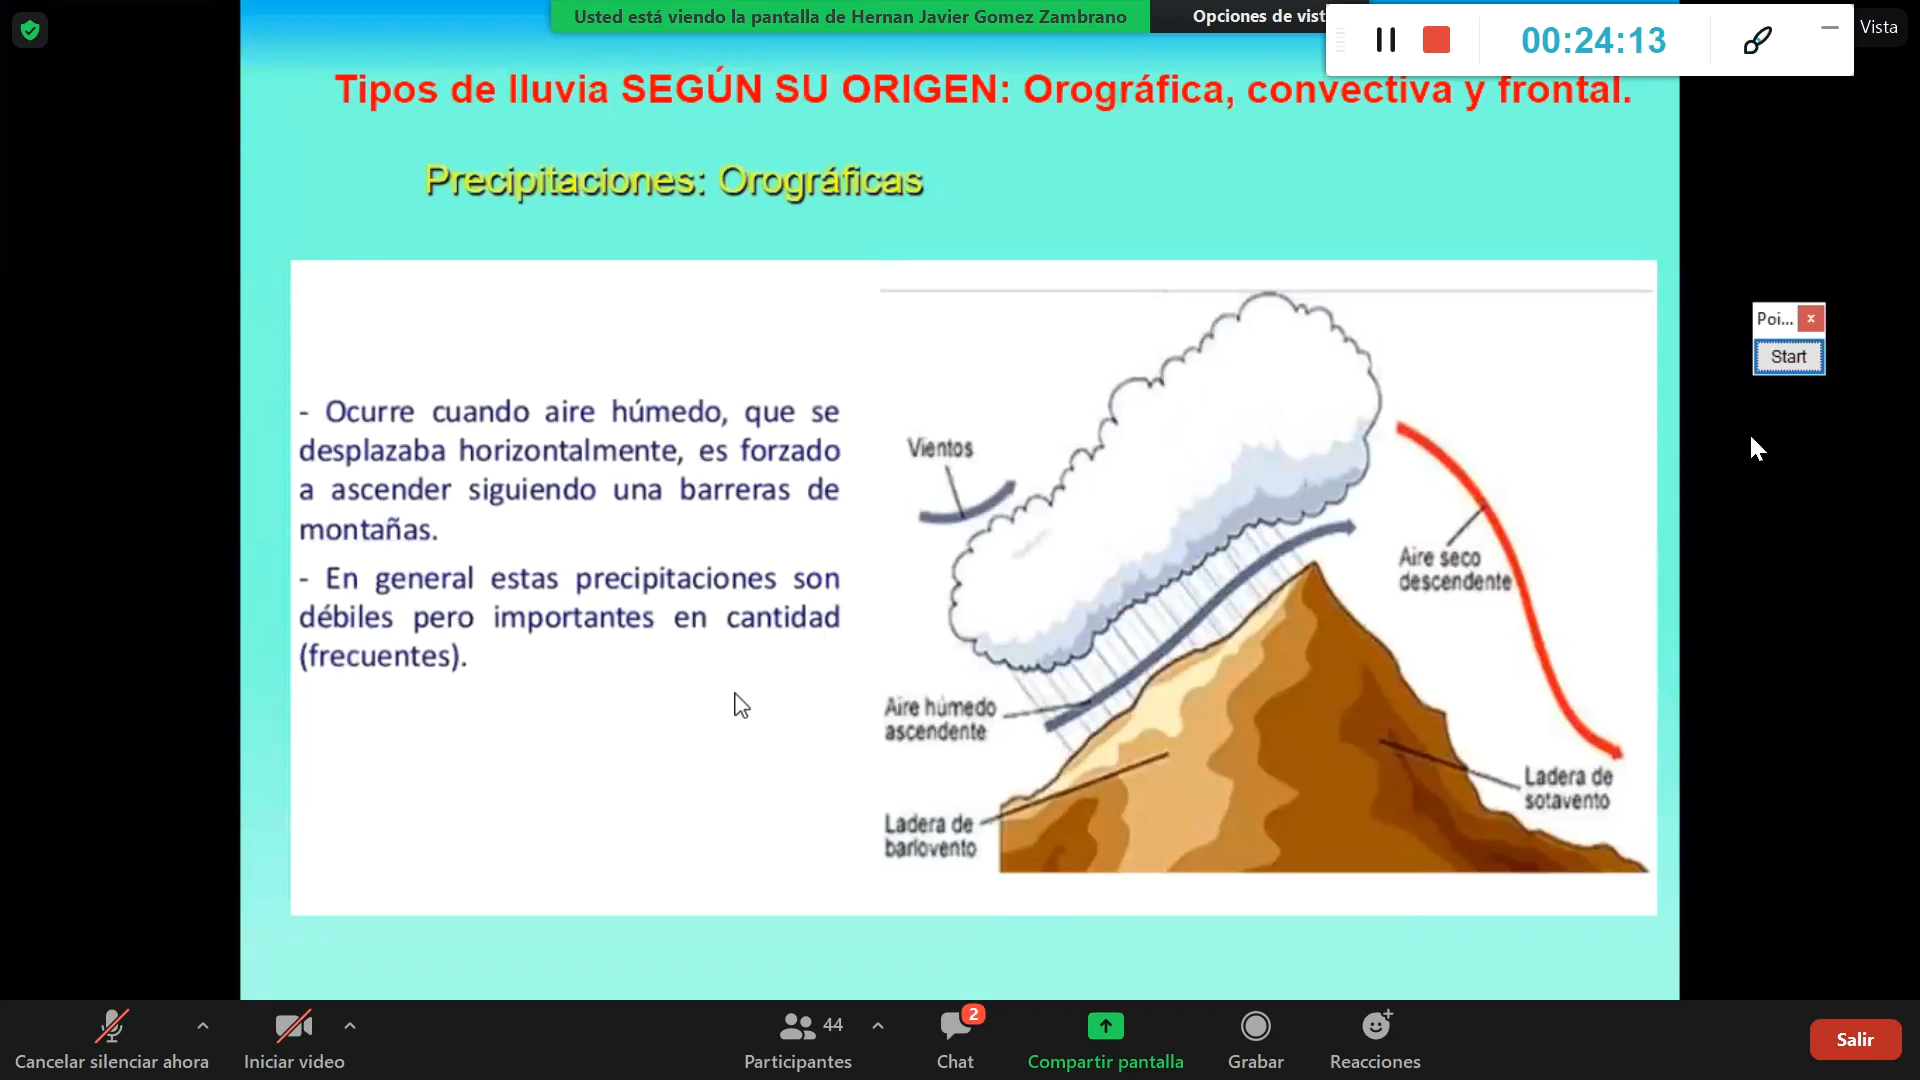 Usted está viendo la pantalla de Hernan Javier Gomez Zambrano
Opciones de vist
00:24:13
Vista
Tipos de lluvia SEGÚN SU ORIGEN: Orográfica, convectiva y frontal.
Precipitaciones: Orográficas
Poi... x
Start
- Ocurre cuando aire húmedo, que se
desplazaba horizontalmente, es forzado
a ascender siguiendo una barreras de
montañas.
- En general estas precipitaciones son
débiles pero importantes en cantidad
(frecuentes).
Vientos
Aire seco
descendente
Aire húmedo
ascendente
Ladera de
sotavento
Ladera de
barlovento
44
2
Cancelar silenciar ahora
Iniciar video
Participantes
Chat
Compartir pantalla
Grabar
Reacciones
Salir